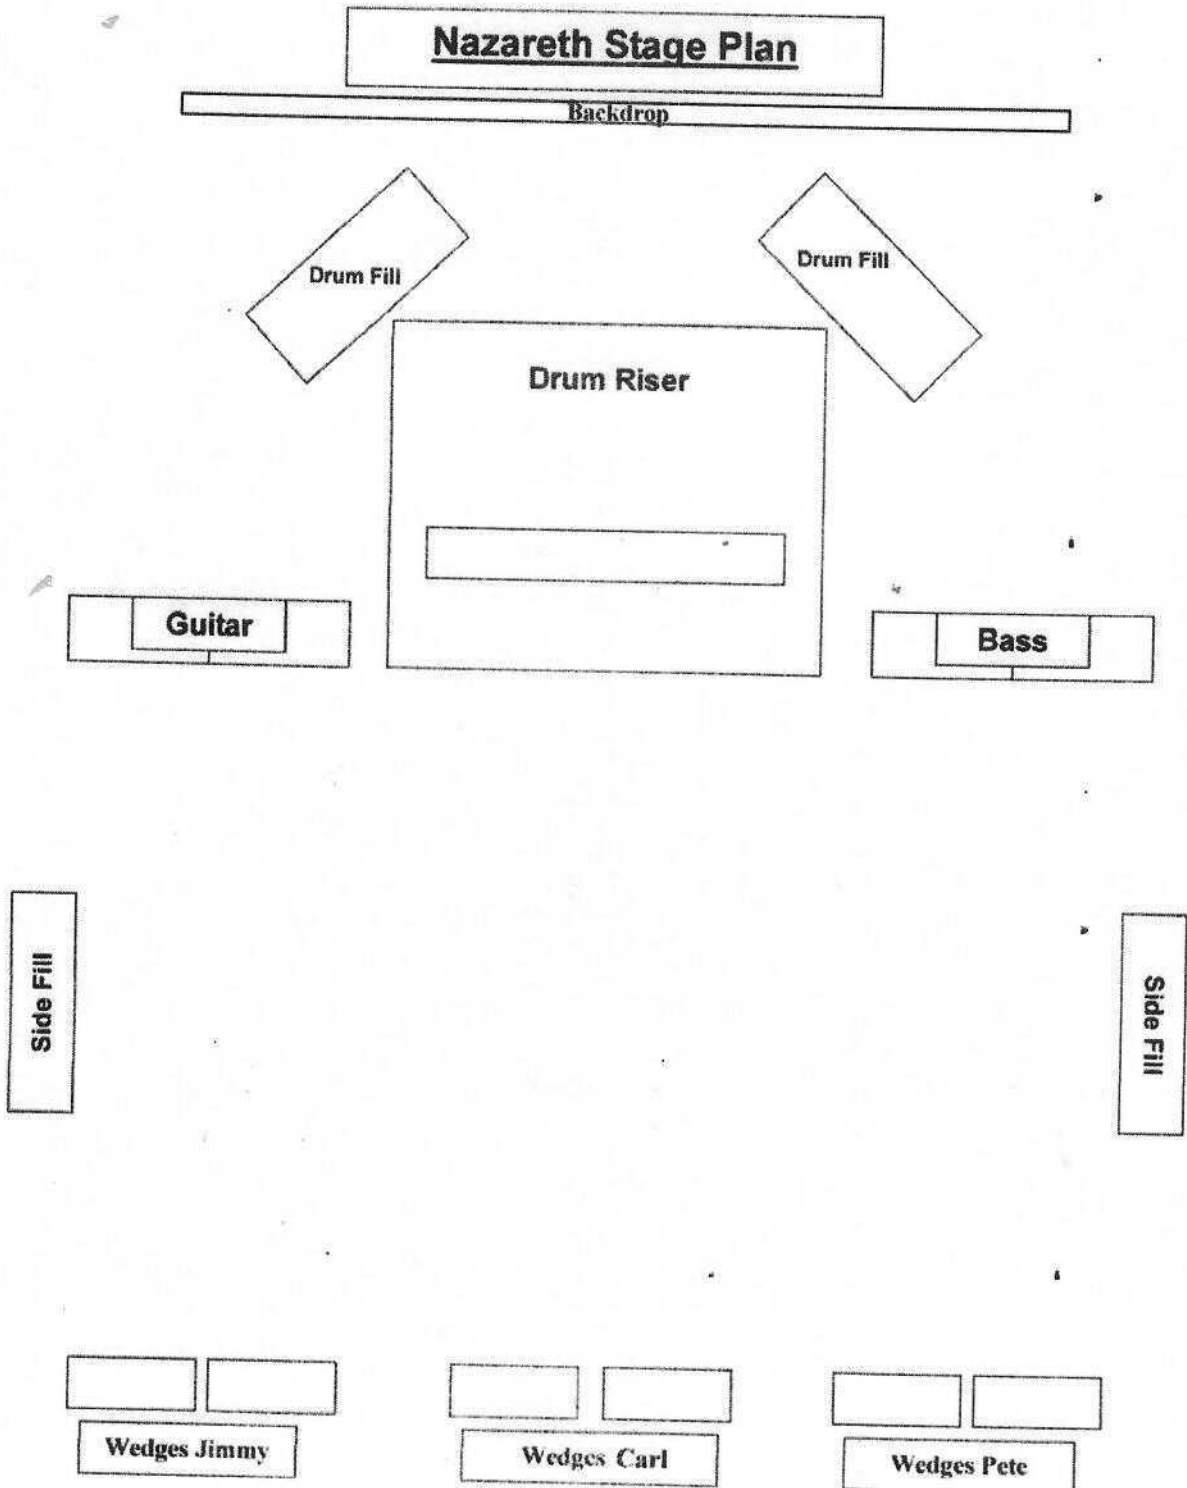 Nazareth Stage Plan
Backdrop
Drum Fill
Drum Fill
Drum Riser
Guitar
Bass
Side Fill
Side Fill
Wedges Jimmy
Wedges Carl
Wedges Pete